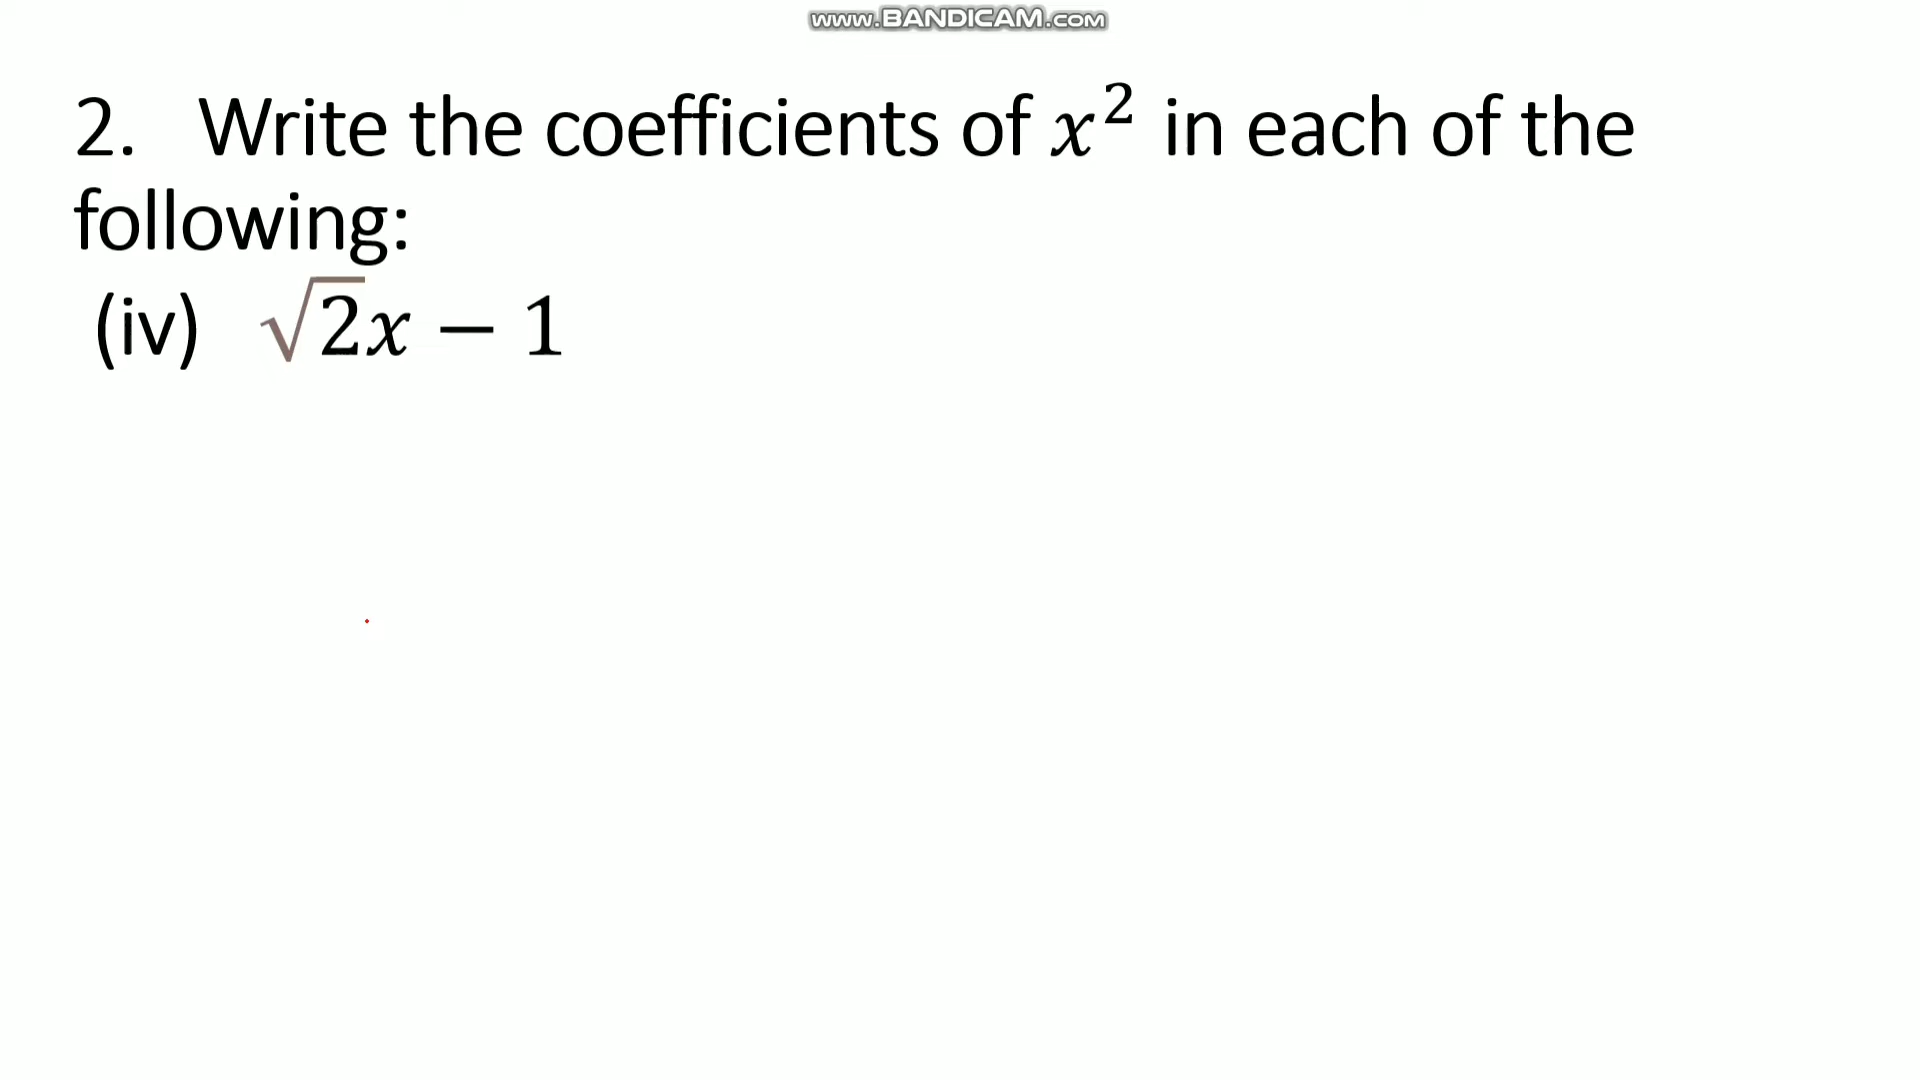 www.BANDICAM.com
2. Write the coefficients of x² in each of the
following:
(iv) √2x − 1